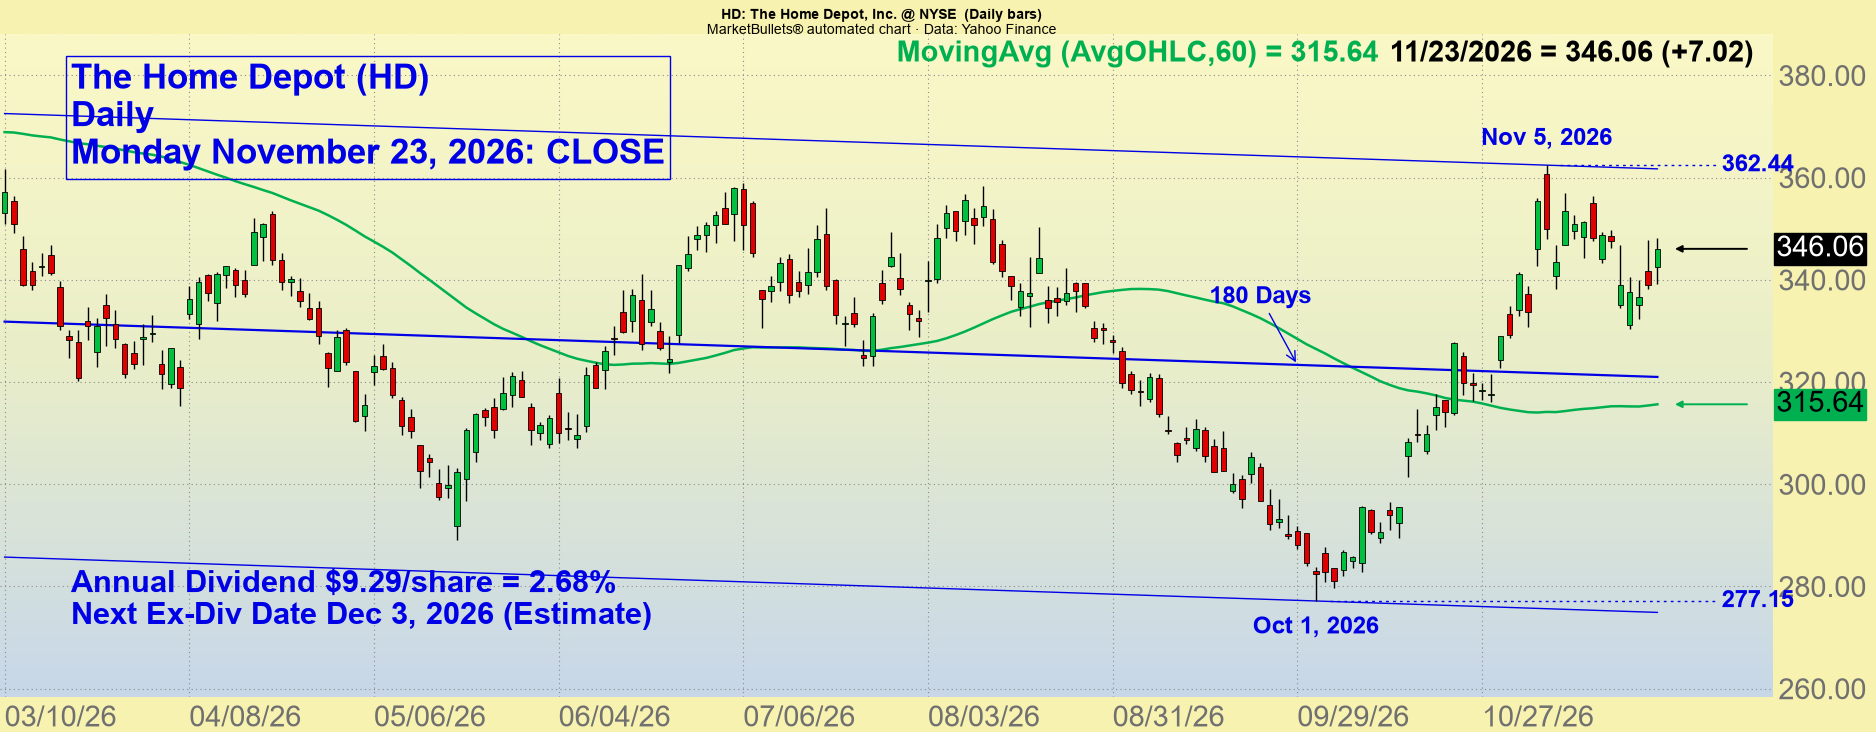 HD: The Home Depot, Inc. @ NYSE  (Daily bars)
MarketBullets® automated chart · Data: Yahoo Finance
MovingAvg (AvgOHLC,60) = 315.64 11/23/2026 = 346.06 (+7.02)
The Home Depot (HD)
Daily
Monday November 23, 2026: CLOSE
380.00
Nov 5, 2026
362.44
360.00
346.06
340.00
180 Days
320.00
315.64
300.00
280.00
277.15
Oct 1, 2026
Annual Dividend $9.29/share = 2.68%
Next Ex-Div Date Dec 3, 2026 (Estimate)
260.00
03/10/26 04/08/26 05/06/26 06/04/26 07/06/26 08/03/26 08/31/26 09/29/26 10/27/26